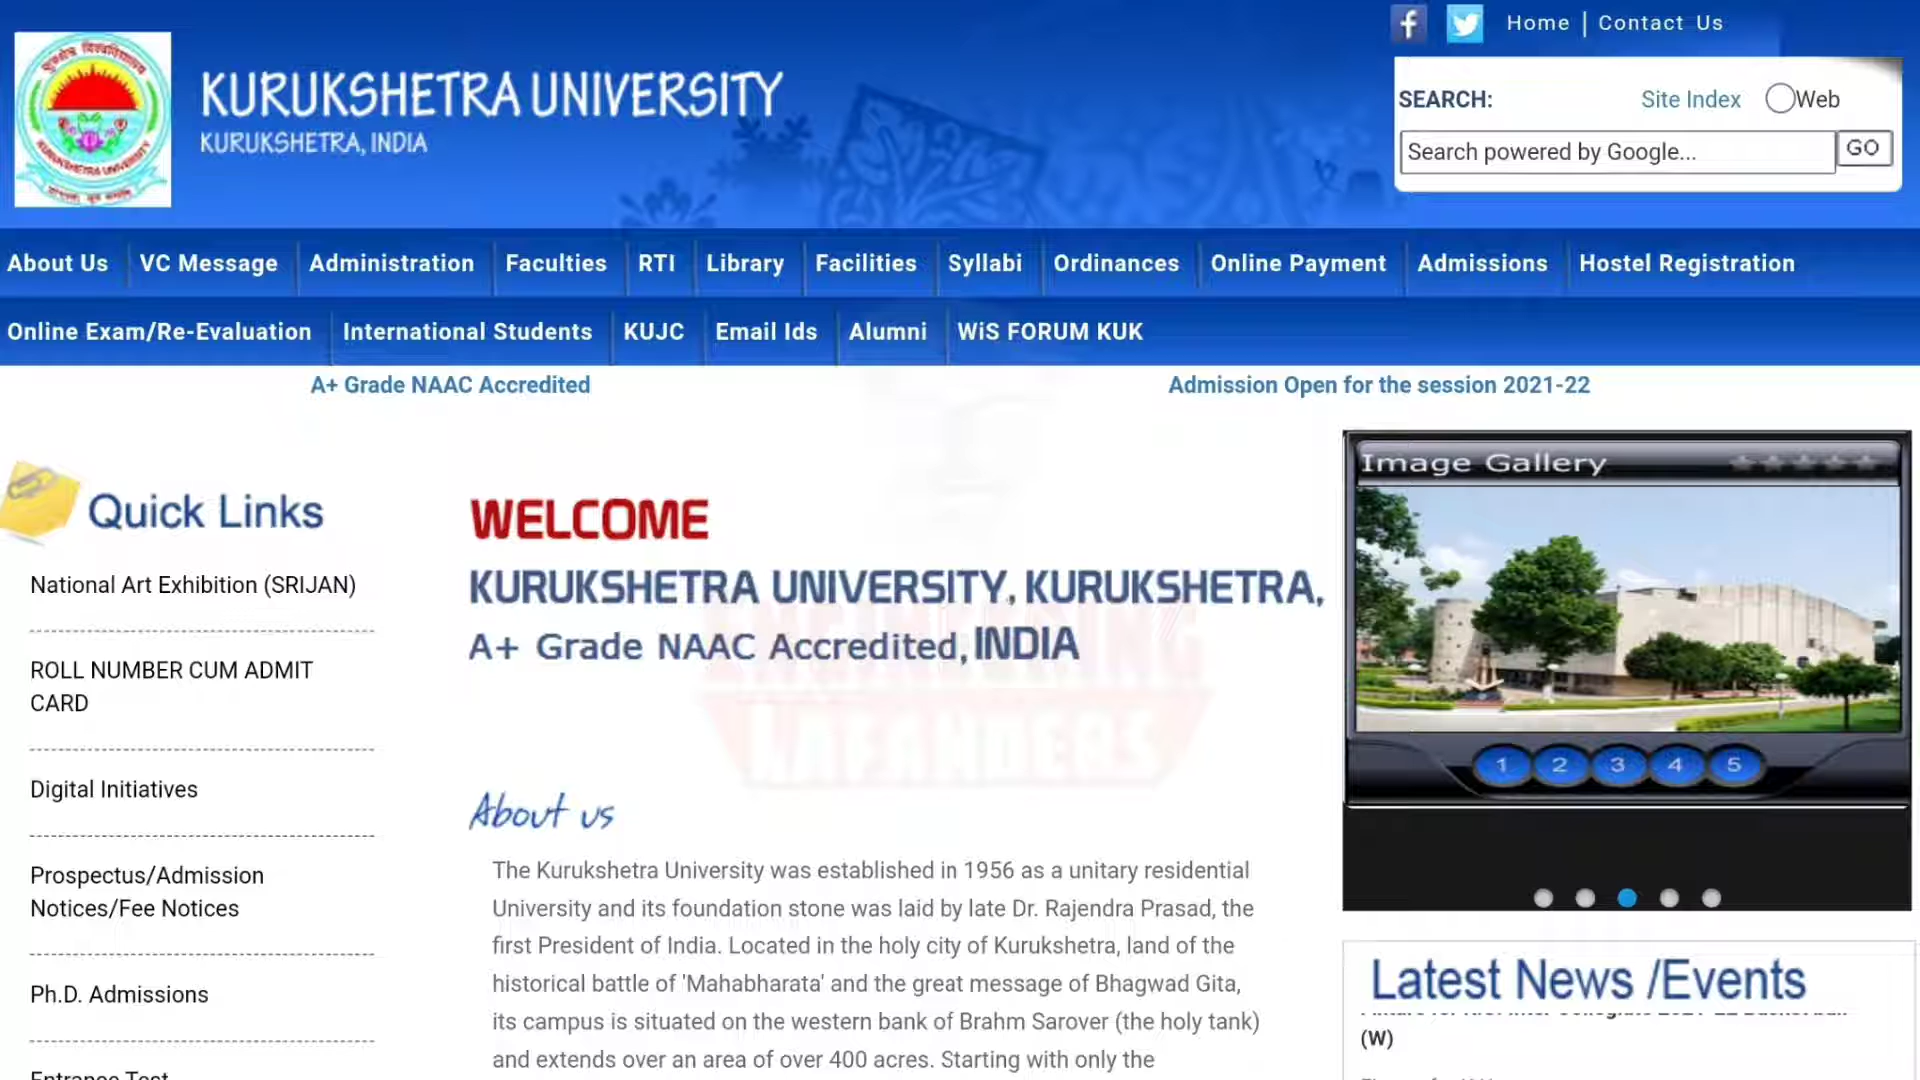 Home | Contact Us
KURUKSHETRA UNIVERSITY
KURUKSHETRA, INDIA
KURUKSHETRA UNIVERSITY
SEARCH: Site Index Web
Search powered by Google... GO
About Us VC Message Administration Faculties RTI Library Facilities Syllabi Ordinances Online Payment Admissions Hostel Registration
Online Exam/Re-Evaluation International Students KUJC Email Ids Alumni WiS FORUM KUK
A+ Grade NAAC Accredited Admission Open for the session 2021-22
Quick Links
National Art Exhibition (SRIJAN)
ROLL NUMBER CUM ADMIT
CARD
Digital Initiatives
Prospectus/Admission
Notices/Fee Notices
Ph.D. Admissions
Entrance Test
WELCOME
KURUKSHETRA UNIVERSITY, KURUKSHETRA,
A+ Grade NAAC Accredited, INDIA
ENGINEERING
LAFANDERS
About us
The Kurukshetra University was established in 1956 as a unitary residential
University and its foundation stone was laid by late Dr. Rajendra Prasad, the
first President of India. Located in the holy city of Kurukshetra, land of the
historical battle of 'Mahabharata' and the great message of Bhagwad Gita,
its campus is situated on the western bank of Brahm Sarover (the holy tank)
and extends over an area of over 400 acres. Starting with only the
Image Gallery
1 2 3 4 5
Latest News /Events
(W)